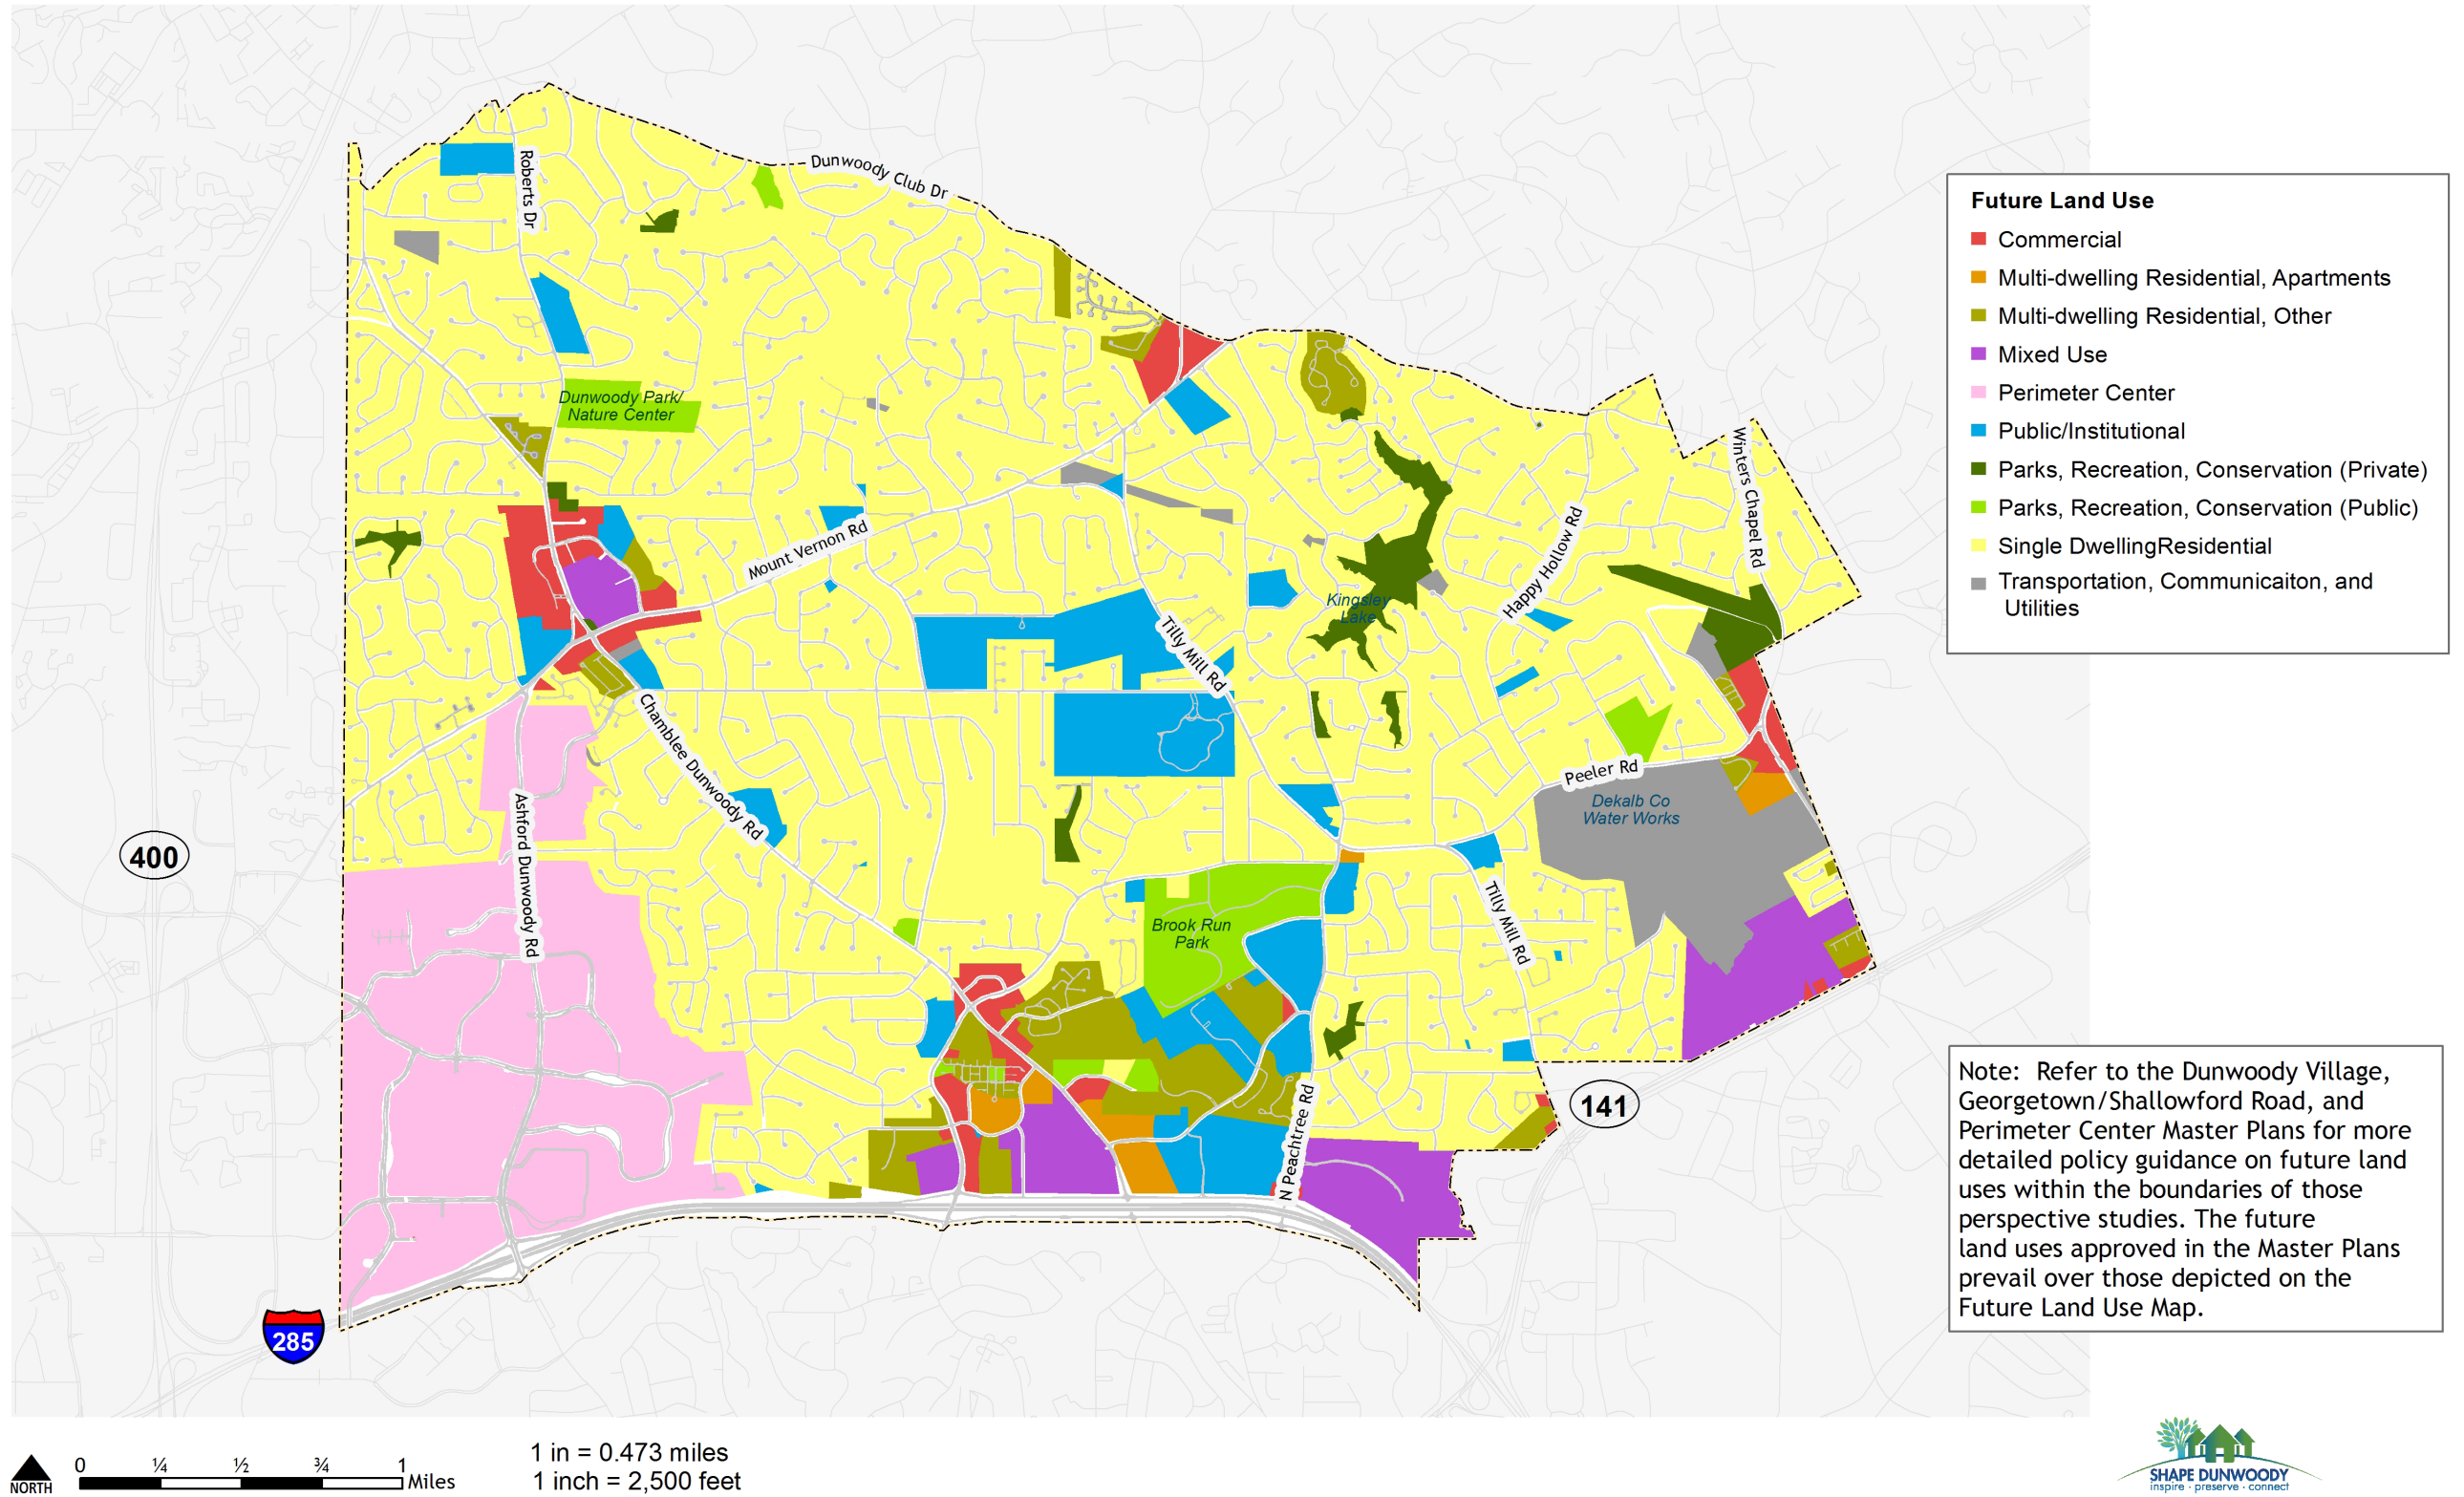 Dunwoody Club Dr
Roberts Dr
Dunwoody Park/
Nature Center
Mount Vernon Rd
Winters Chapel Rd
Happy Hollow Rd
Kingsley
Lake
Tilly Mill Rd
Chamblee Dunwoody Rd
Peeler Rd
Dekalb Co
Water Works
Ashford Dunwoody Rd
400
Brook Run
Park
Tilly Mill Rd
N Peachtree Rd
141
285
Future Land Use
Commercial
Multi-dwelling Residential, Apartments
Multi-dwelling Residential, Other
Mixed Use
Perimeter Center
Public/Institutional
Parks, Recreation, Conservation (Private)
Parks, Recreation, Conservation (Public)
Single DwellingResidential
Transportation, Communicaiton, and
Utilities
Note: Refer to the Dunwoody Village,
Georgetown/Shallowford Road, and
Perimeter Center Master Plans for more
detailed policy guidance on future land
uses within the boundaries of those
perspective studies. The future
land uses approved in the Master Plans
prevail over those depicted on the
Future Land Use Map.
NORTH
0 ¼ ½ ¾ 1
Miles
1 in = 0.473 miles
1 inch = 2,500 feet
SHAPE DUNWOODY
inspire · preserve · connect